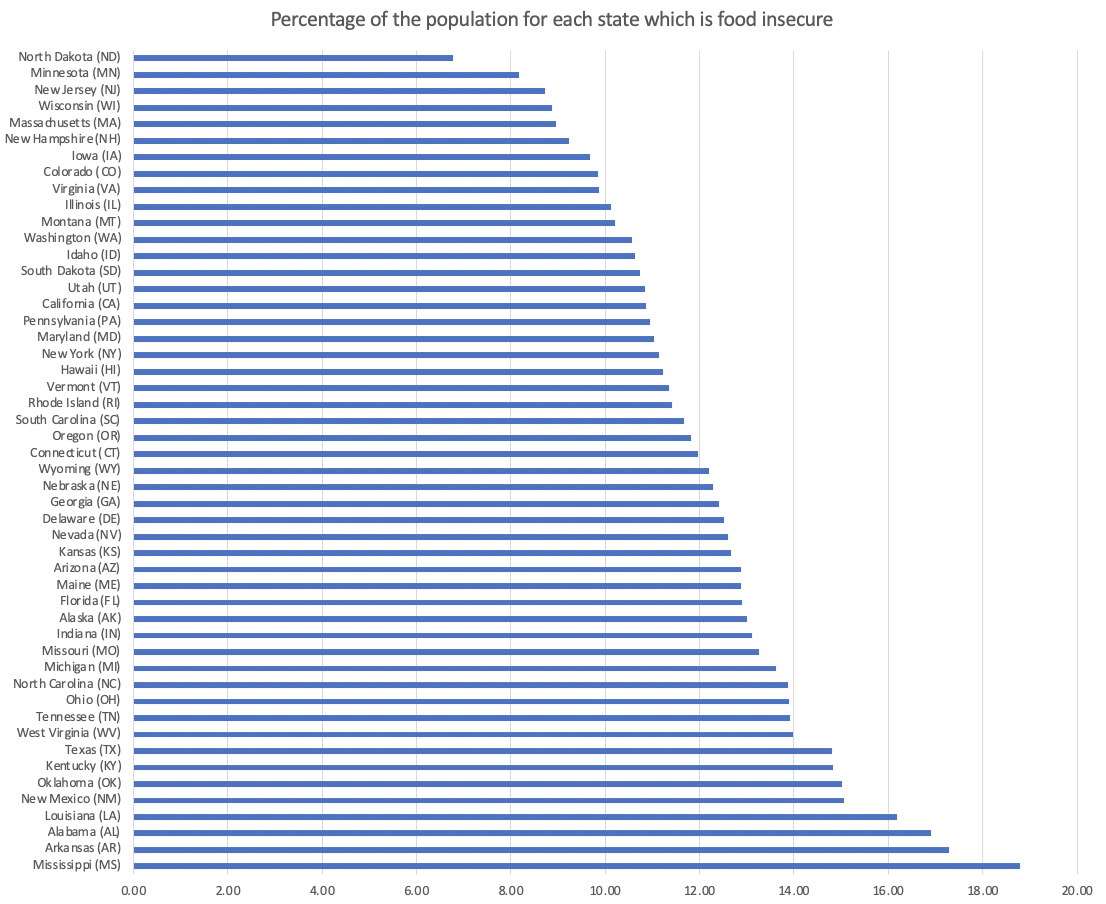 Percentage of the population for each state which is food insecure
North Dakota (ND)
Minnesota (MN)
New Jersey (NJ)
Wisconsin (WI)
Massachusetts (MA)
New Hampshire (NH)
Iowa (IA)
Colorado (CO)
Virginia (VA)
Illinois (IL)
Montana (MT)
Washington (WA)
Idaho (ID)
South Dakota (SD)
Utah (UT)
California (CA)
Pennsylvania (PA)
Maryland (MD)
New York (NY)
Hawaii (HI)
Vermont (VT)
Rhode Island (RI)
South Carolina (SC)
Oregon (OR)
Connecticut (CT)
Wyoming (WY)
Nebraska (NE)
Georgia (GA)
Delaware (DE)
Nevada (NV)
Kansas (KS)
Arizona (AZ)
Maine (ME)
Florida (FL)
Alaska (AK)
Indiana (IN)
Missouri (MO)
Michigan (MI)
North Carolina (NC)
Ohio (OH)
Tennessee (TN)
West Virginia (WV)
Texas (TX)
Kentucky (KY)
Oklahoma (OK)
New Mexico (NM)
Louisiana (LA)
Alabama (AL)
Arkansas (AR)
Mississippi (MS)
0.00 2.00 4.00 6.00 8.00 10.00 12.00 14.00 16.00 18.00 20.00